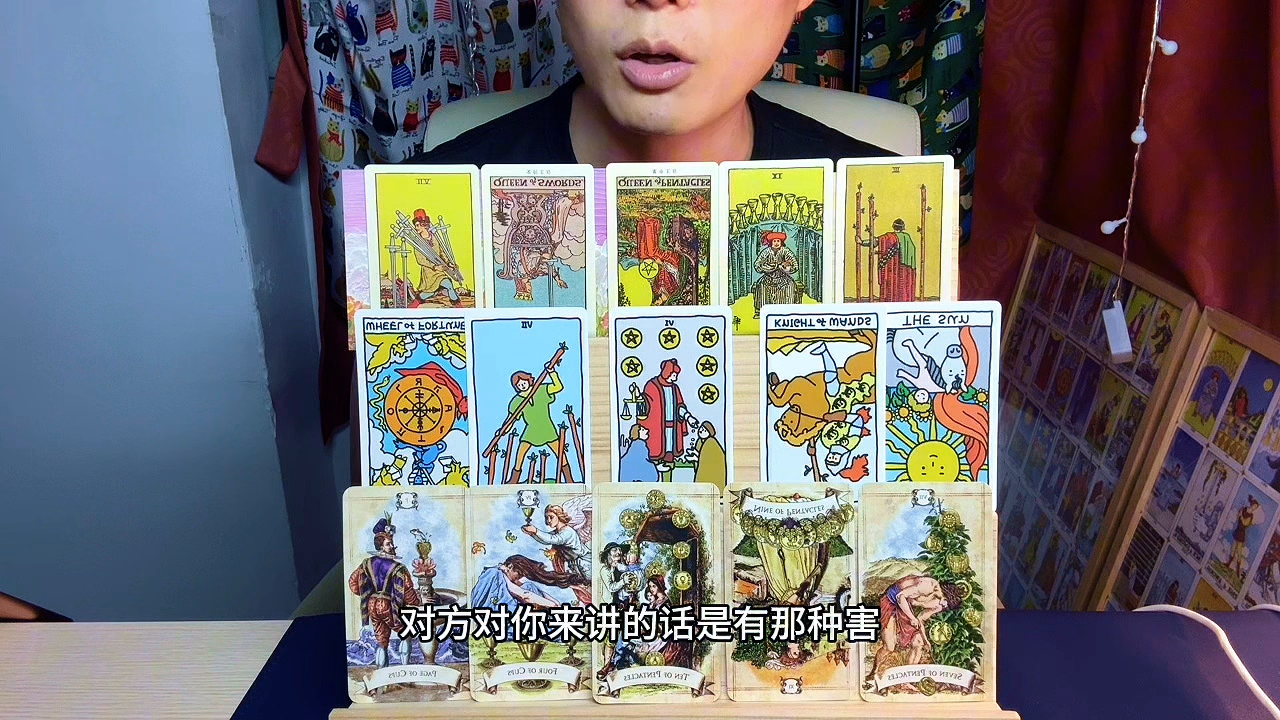 VII
QUEEN of SWORDS
QUEEN of PENTACLES
IX
III
WHEEL of FORTUNE
VII
VI
KNIGHT of WANDS
THE SUN
NINE OF PENTACLES
对方对你来讲的话是有那种害
PAGE OF CUPS
FOUR OF CUPS
TEN OF PENTACLES
SEVEN OF PENTACLES